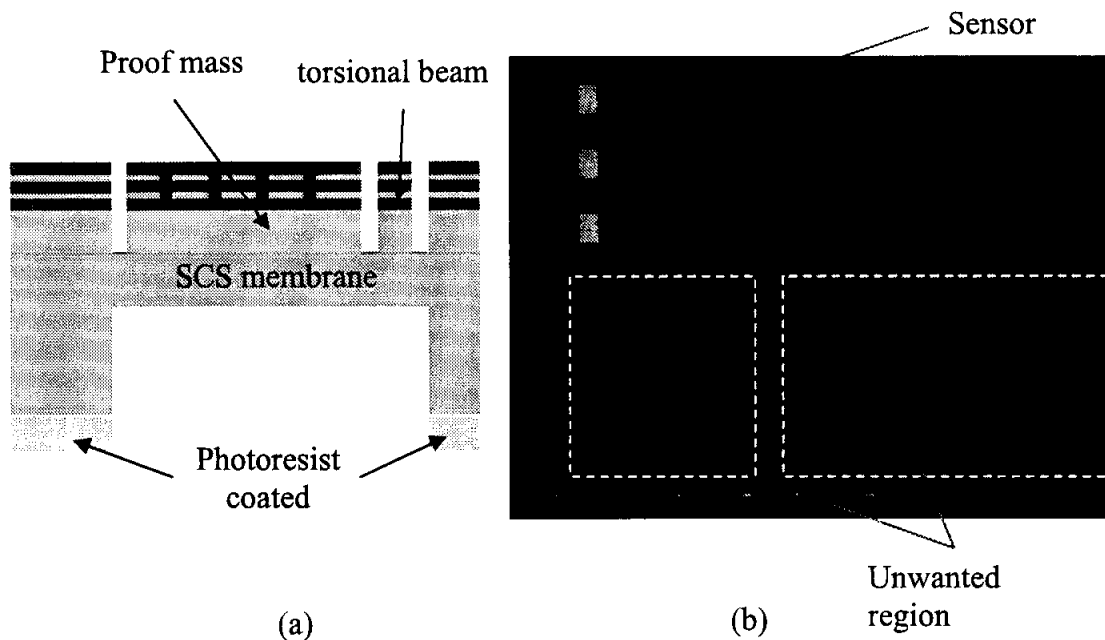 Sensor
Proof mass
torsional beam
SCS membrane
Photoresist
coated
Unwanted
region
(a)
(b)